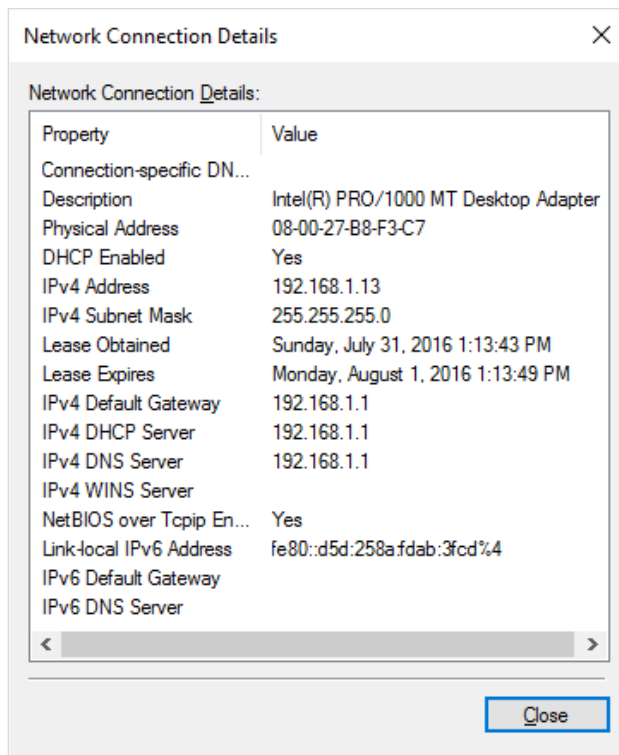 Network Connection Details
Network Connection Details:
Property Value
Connection-specific DN...
Description Intel(R) PRO/1000 MT Desktop Adapter
Physical Address 08-00-27-B8-F3-C7
DHCP Enabled Yes
IPv4 Address 192.168.1.13
IPv4 Subnet Mask 255.255.255.0
Lease Obtained Sunday, July 31, 2016 1:13:43 PM
Lease Expires Monday, August 1, 2016 1:13:49 PM
IPv4 Default Gateway 192.168.1.1
IPv4 DHCP Server 192.168.1.1
IPv4 DNS Server 192.168.1.1
IPv4 WINS Server
NetBIOS over Tcpip En... Yes
Link-local IPv6 Address fe80::d5d:258a:fdab:3fcd%4
IPv6 Default Gateway
IPv6 DNS Server
Close